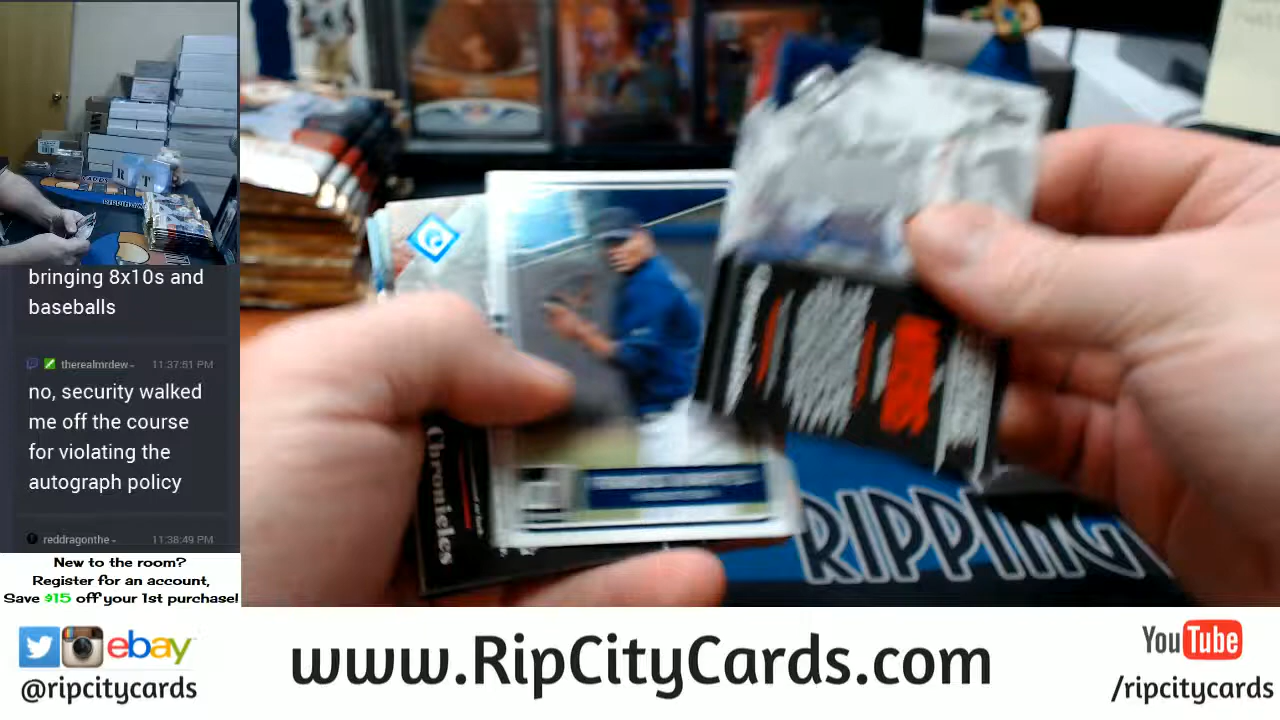 R T
RIPPIN
bringing 8x10s and
baseballs
therealmrdew- 11:37:51 PM
no, security walked
me off the course
for violating the
autograph policy
reddragonthe- 11:38:49 PM
New to the room?
Register for an account,
Save $15 off your 1st purchase!
Chronicles
RIPPING
ebay
@ripcitycards
www.RipCityCards.com
YouTube
/ripcitycards